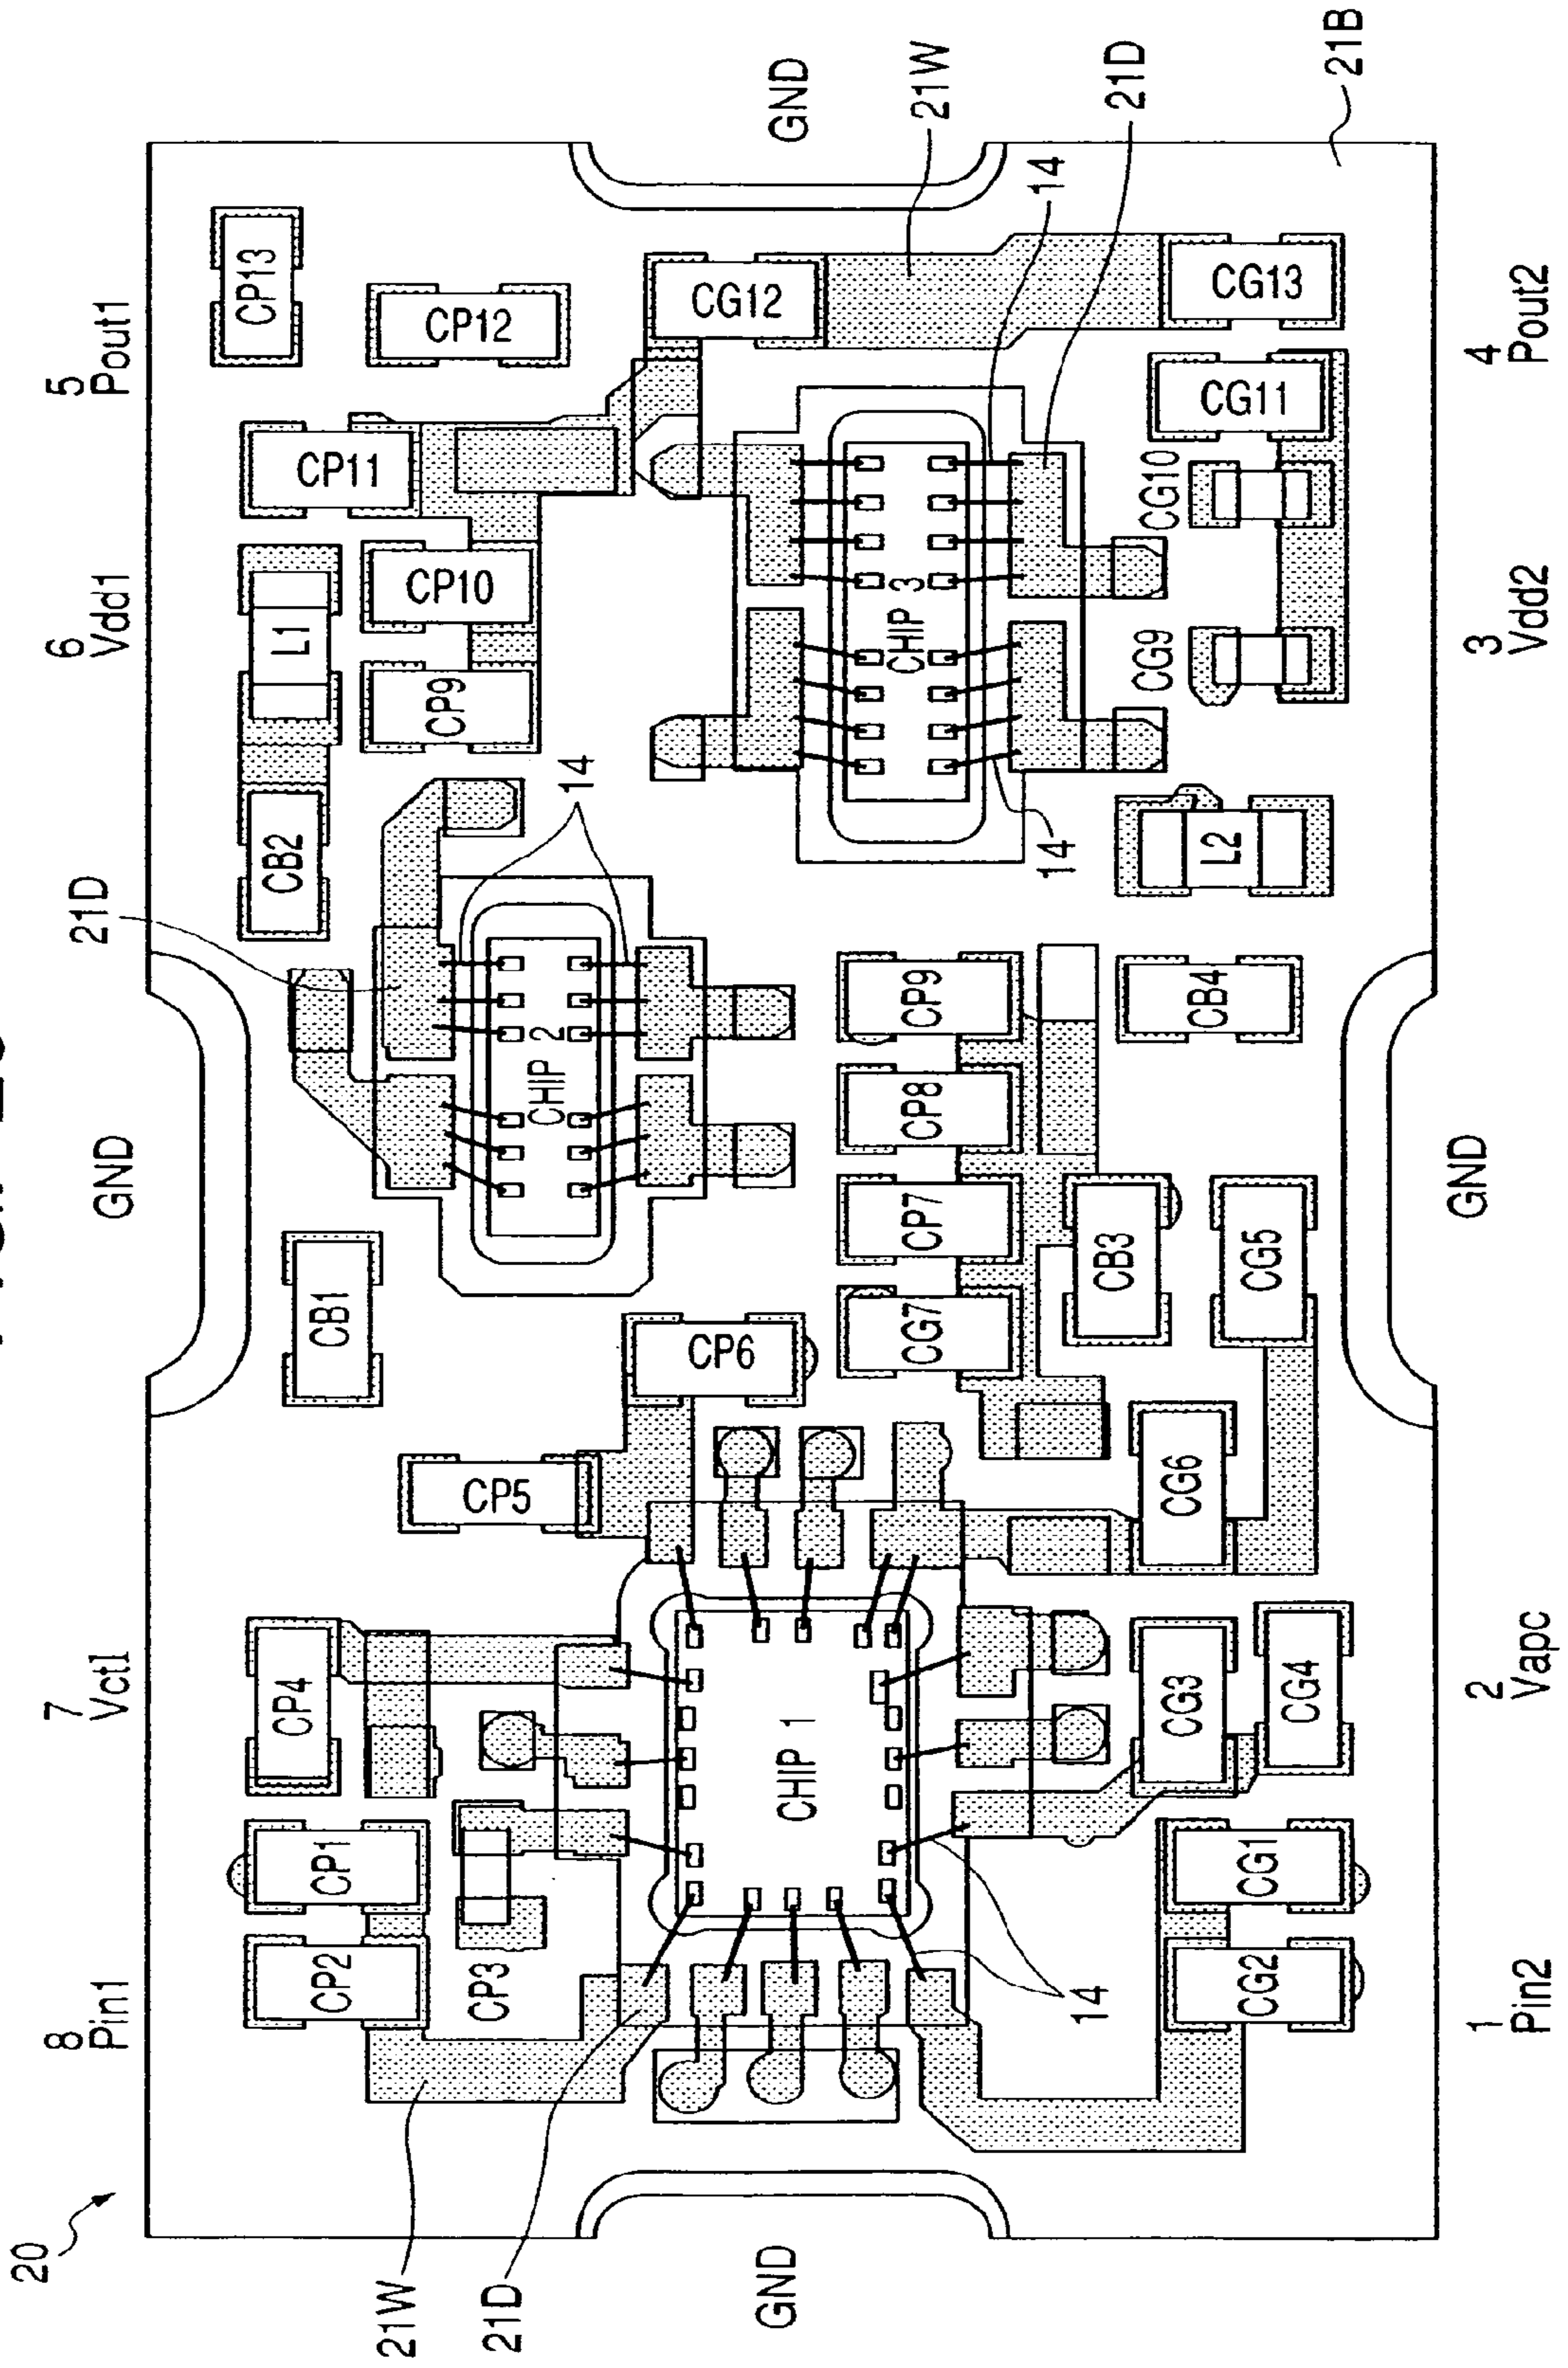 20
8
Pin1
7
Vctl
GND
6
Vdd1
5
Pout1
21D
CP2
CP1
CP4
CB1
CB2
L1
CP11
CP13
CP3
CP5
CP6
CP9
CP10
CP12
14
21W
21D
CHIP 1
CHIP 2
CHIP 3
CG12
GND
GND
CG7
CP7
CP8
CP9
14
14
21W
21D
14
CG2
CG1
CG3
CG4
CG6
CB3
CG5
CB4
L2
CG9
CG10
CG11
CG13
21B
1
Pin2
2
Vapc
GND
3
Vdd2
4
Pout2